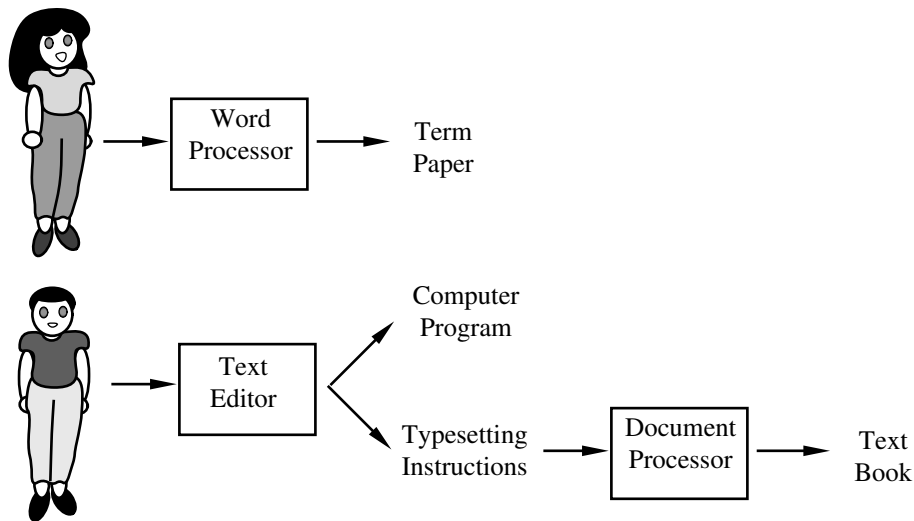 Word
Processor
Term
Paper
Computer
Program
Text
Editor
Typesetting
Instructions
Document
Processor
Text
Book